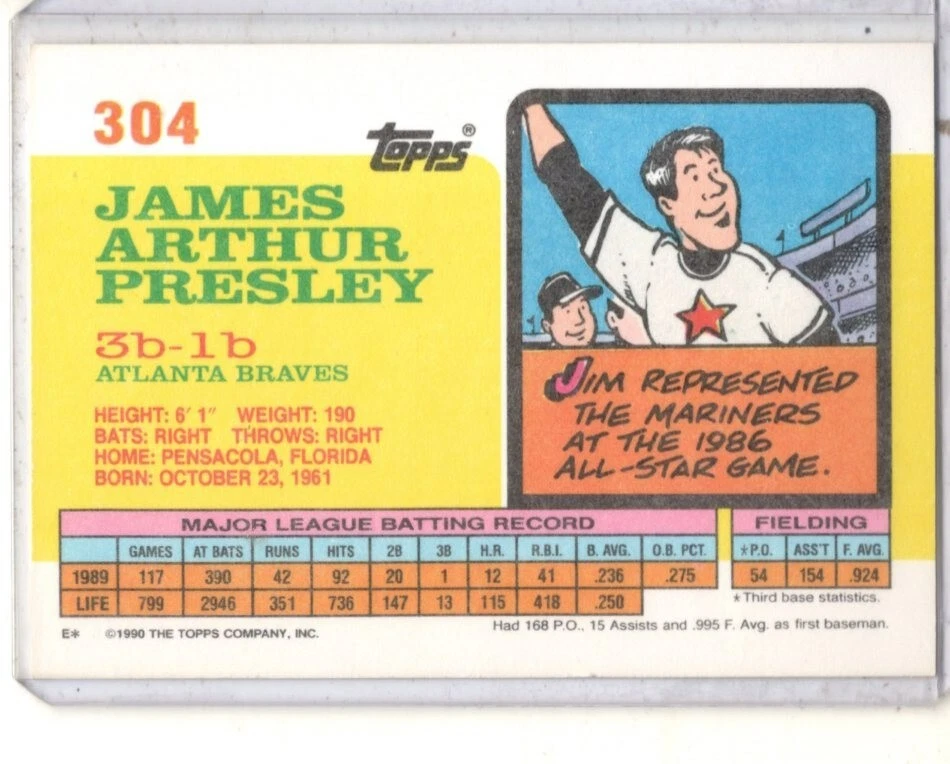 304
topps®
JAMES
ARTHUR
PRESLEY
3b-1b
ATLANTA BRAVES
HEIGHT: 6' 1" WEIGHT: 190
BATS: RIGHT THROWS: RIGHT
HOME: PENSACOLA, FLORIDA
BORN: OCTOBER 23, 1961
JIM REPRESENTED
THE MARINERS
AT THE 1986
ALL-STAR GAME.
MAJOR LEAGUE BATTING RECORD
GAMES AT BATS RUNS HITS 2B 3B H.R. R.B.I. B. AVG. O.B. PCT.
1989 117 390 42 92 20 1 12 41 .236 .275
LIFE 799 2946 351 736 147 13 115 418 .250
FIELDING
*P.O. ASS'T F. AVG.
54 154 .924
*Third base statistics.
Had 168 P.O., 15 Assists and .995 F. Avg. as first baseman.
E* ©1990 THE TOPPS COMPANY, INC.